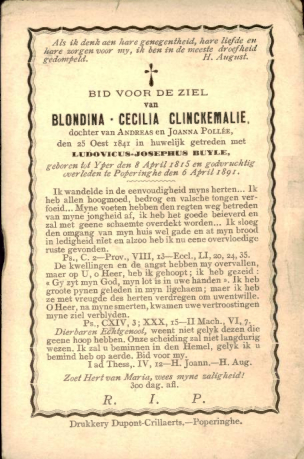 Als ik denk aen hare genegentheid, hare liefde en
hare zorgen voor my, ik ben in de meeste droefheid
gedompeld. H. August.
BID VOOR DE ZIEL
van
BLONDINA - CECILIA CLINCKEMALIE,
dochter van ANDREAS en JOANNA POLLÉE,
den 25 Oest 1841 in huwelijk getreden met
LUDOVICUS-JOSEPHUS BUYLE,
geboren td Yper den 8 April 1815 en godvruchtig
overleden te Poperinghe den 6 April 1891.
Ik wandelde in de eenvoudigheid myns herten... Ik
heb allen hoogmoed, bedrog en valsche tongen ver-
foeid... Myne voeten hebben den regten weg betreden
van myne jongheid af, ik heb het goede beieverd en
zal met geene schaemte overdekt worden... Ik sloeg
den omgang van myn huis wel gade en at myn brood
in ledigheid niet en alzoo heb ik nu eene overvloedige
ruste gevonden.
Ps., C. 2—Prov., VIII, 13—Eccl., LI, 20, 24, 35.
De kwellingen en de angst hebben my overvallen,
maer op U, o Heer, heb ik gehoopt; ik heb gezeid :
« Gy zyt myn God, myn lot is in uwe handen ». Ik heb
groote pynen geleden in myn ligchaem; maer ik heb
ze met vreugde des herten verdregen om uwentwille.
O Heer, na myne smerten, kwamen uwe vertroostingen
myne ziel verblyden.
Ps., CXIV, 3; XXX, 15—II Mach., VI, 7.
Dierbaren Echtgenoot, weent niet gelyk dezen die
geene hoop hebben. Onze scheiding zal niet langdurig
wezen. Ik zal u beminnen in den Hemel, gelyk ik u
bemind heb op aerde. Bid voor my.
I ad Thess., IV, 12—H. Joann.—H. Aug.
Zoet Hert van Maria, wees myne zaligheid!
300 dag. afl.
R. I. P.
Drukkery Dupont-Crillaerts.—Poperinghe.